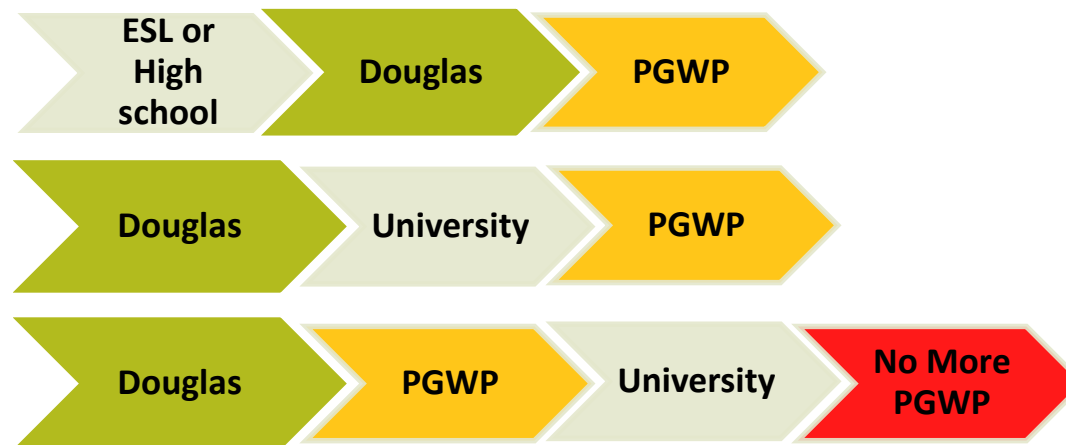 ESL or
High
school
Douglas
PGWP
Douglas
University
PGWP
Douglas
PGWP
University
No More
PGWP